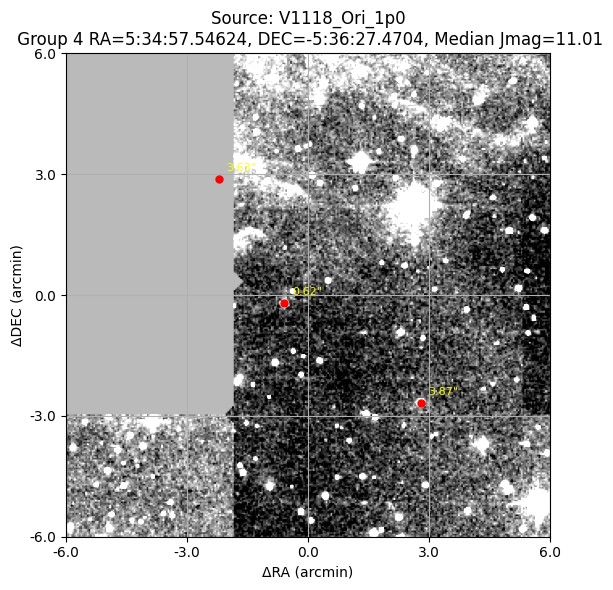 Source: V1118_Ori_1p0
Group 4 RA=5:34:57.54624, DEC=-5:36:27.4704, Median Jmag=11.01
6.0
3.63"
3.0
0.62"
0.0
3.87"
-3.0
-6.0
-6.0 -3.0 0.0 3.0 6.0
ΔDEC (arcmin)
ΔRA (arcmin)